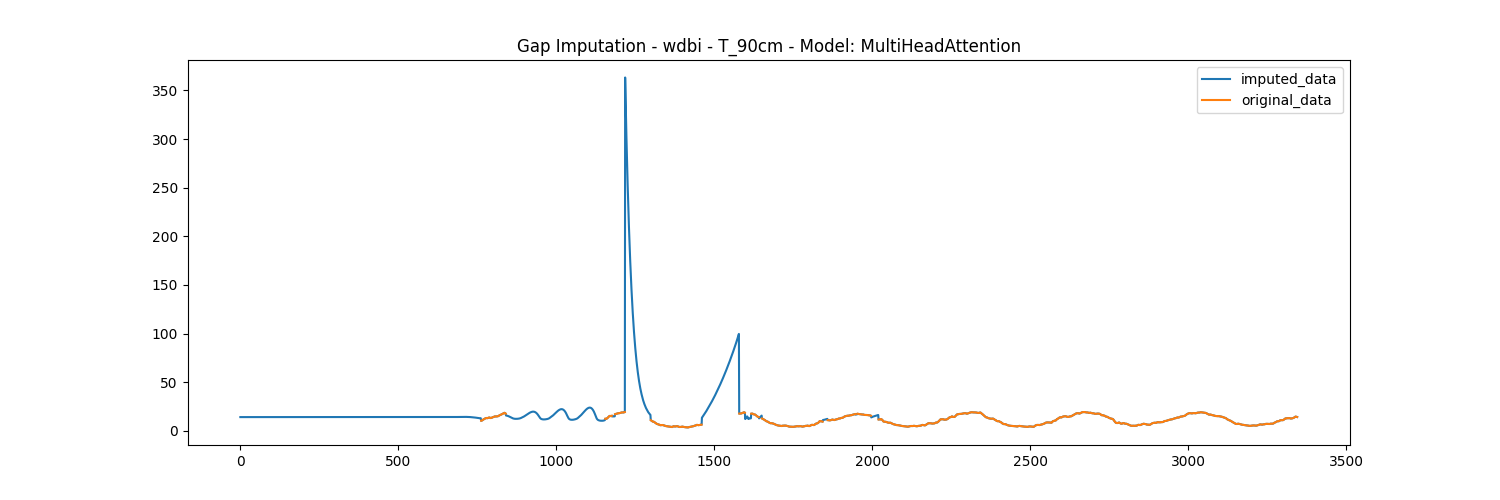 Gap Imputation - wdbi - T_90cm - Model: MultiHeadAttention
imputed_data
original_data
350
300
250
200
150
100
50
0
0 500 1000 1500 2000 2500 3000 3500